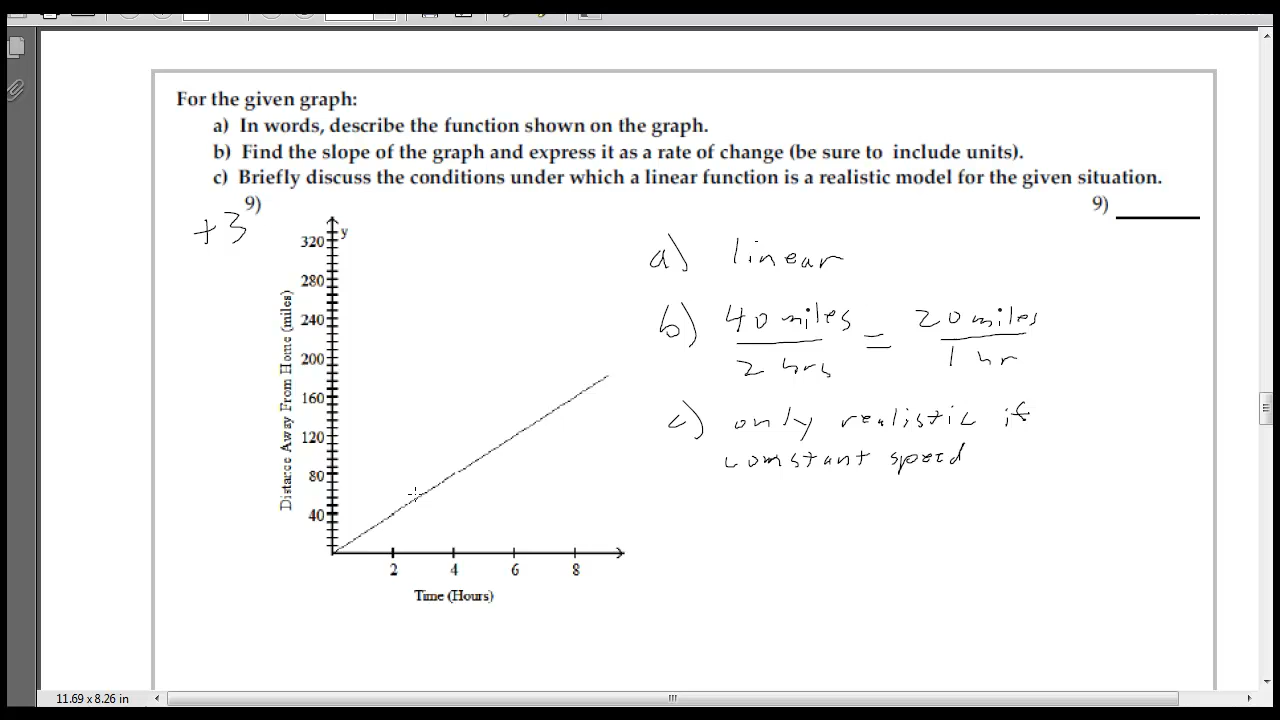 For the given graph:
a) In words, describe the function shown on the graph.
b) Find the slope of the graph and express it as a rate of change (be sure to include units).
c) Briefly discuss the conditions under which a linear function is a realistic model for the given situation.
9)
9)
+3
y
320
280
240
200
160
120
80
40
Distance Away From Home (miles)
2 4 6 8
Time (Hours)
a) linear
b) 40 miles / 2 hrs = 20 miles / 1 hr
c) only realistic if
constant speed
11.69 x 8.26 in